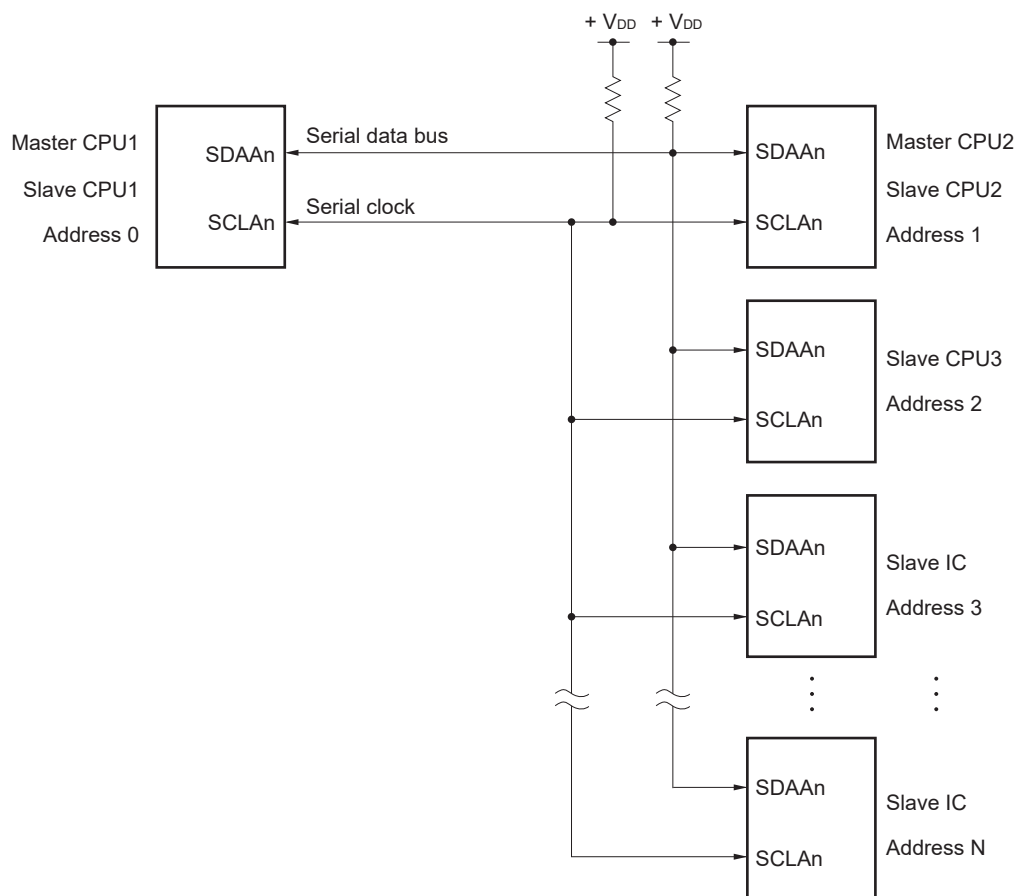 + VDD + VDD
Master CPU1
Slave CPU1
Address 0
SDAAn
SCLAn
Serial data bus
Serial clock
SDAAn
SCLAn
Master CPU2
Slave CPU2
Address 1
SDAAn
SCLAn
Slave CPU3
Address 2
SDAAn
SCLAn
Slave IC
Address 3
SDAAn
SCLAn
Slave IC
Address N